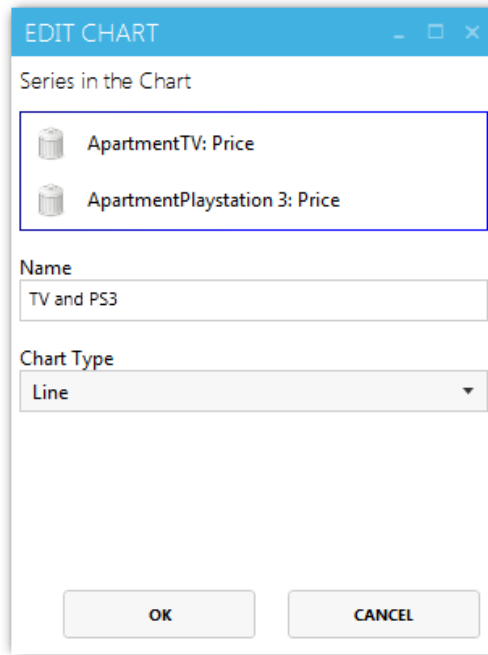 EDIT CHART
Series in the Chart
ApartmentTV: Price
ApartmentPlaystation 3: Price
Name
TV and PS3
Chart Type
Line
OK CANCEL